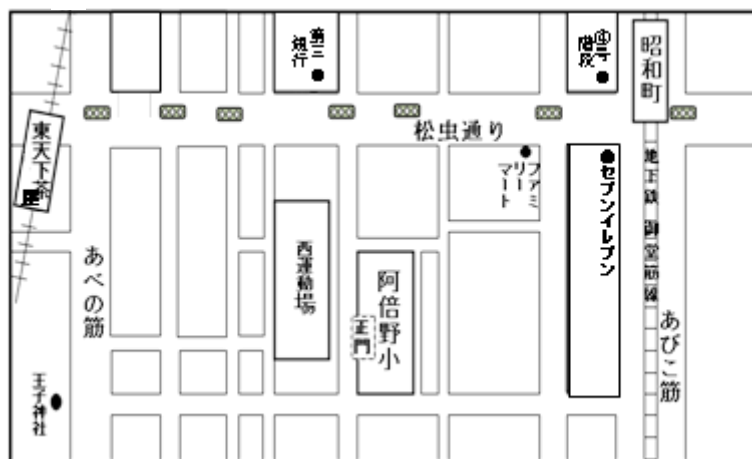 第三
銀行
④号
階段
昭和町
松虫通り
東天下茶屋
ファミ
リー
マート
セブンイレブン
地下鉄 御堂筋線
あべの筋
西運動場
阿倍野小
正門
あびこ筋
王子神社